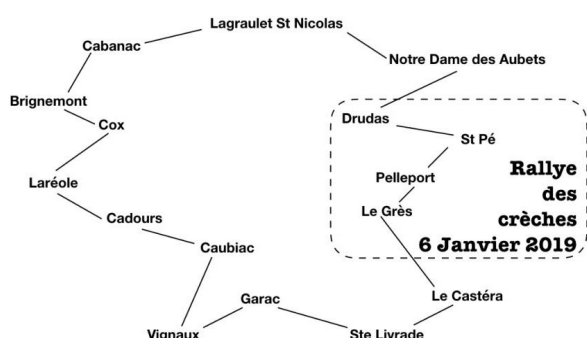 Lagraulet St Nicolas
Cabanac
Notre Dame des Aubets
Brignemont
Drudas
Cox
St Pé
Rallye
des
crèches
6 Janvier 2019
Pelleport
Laréole
Le Grès
Cadours
Caubiac
Le Castéra
Garac
Vignaux
Ste Livrade